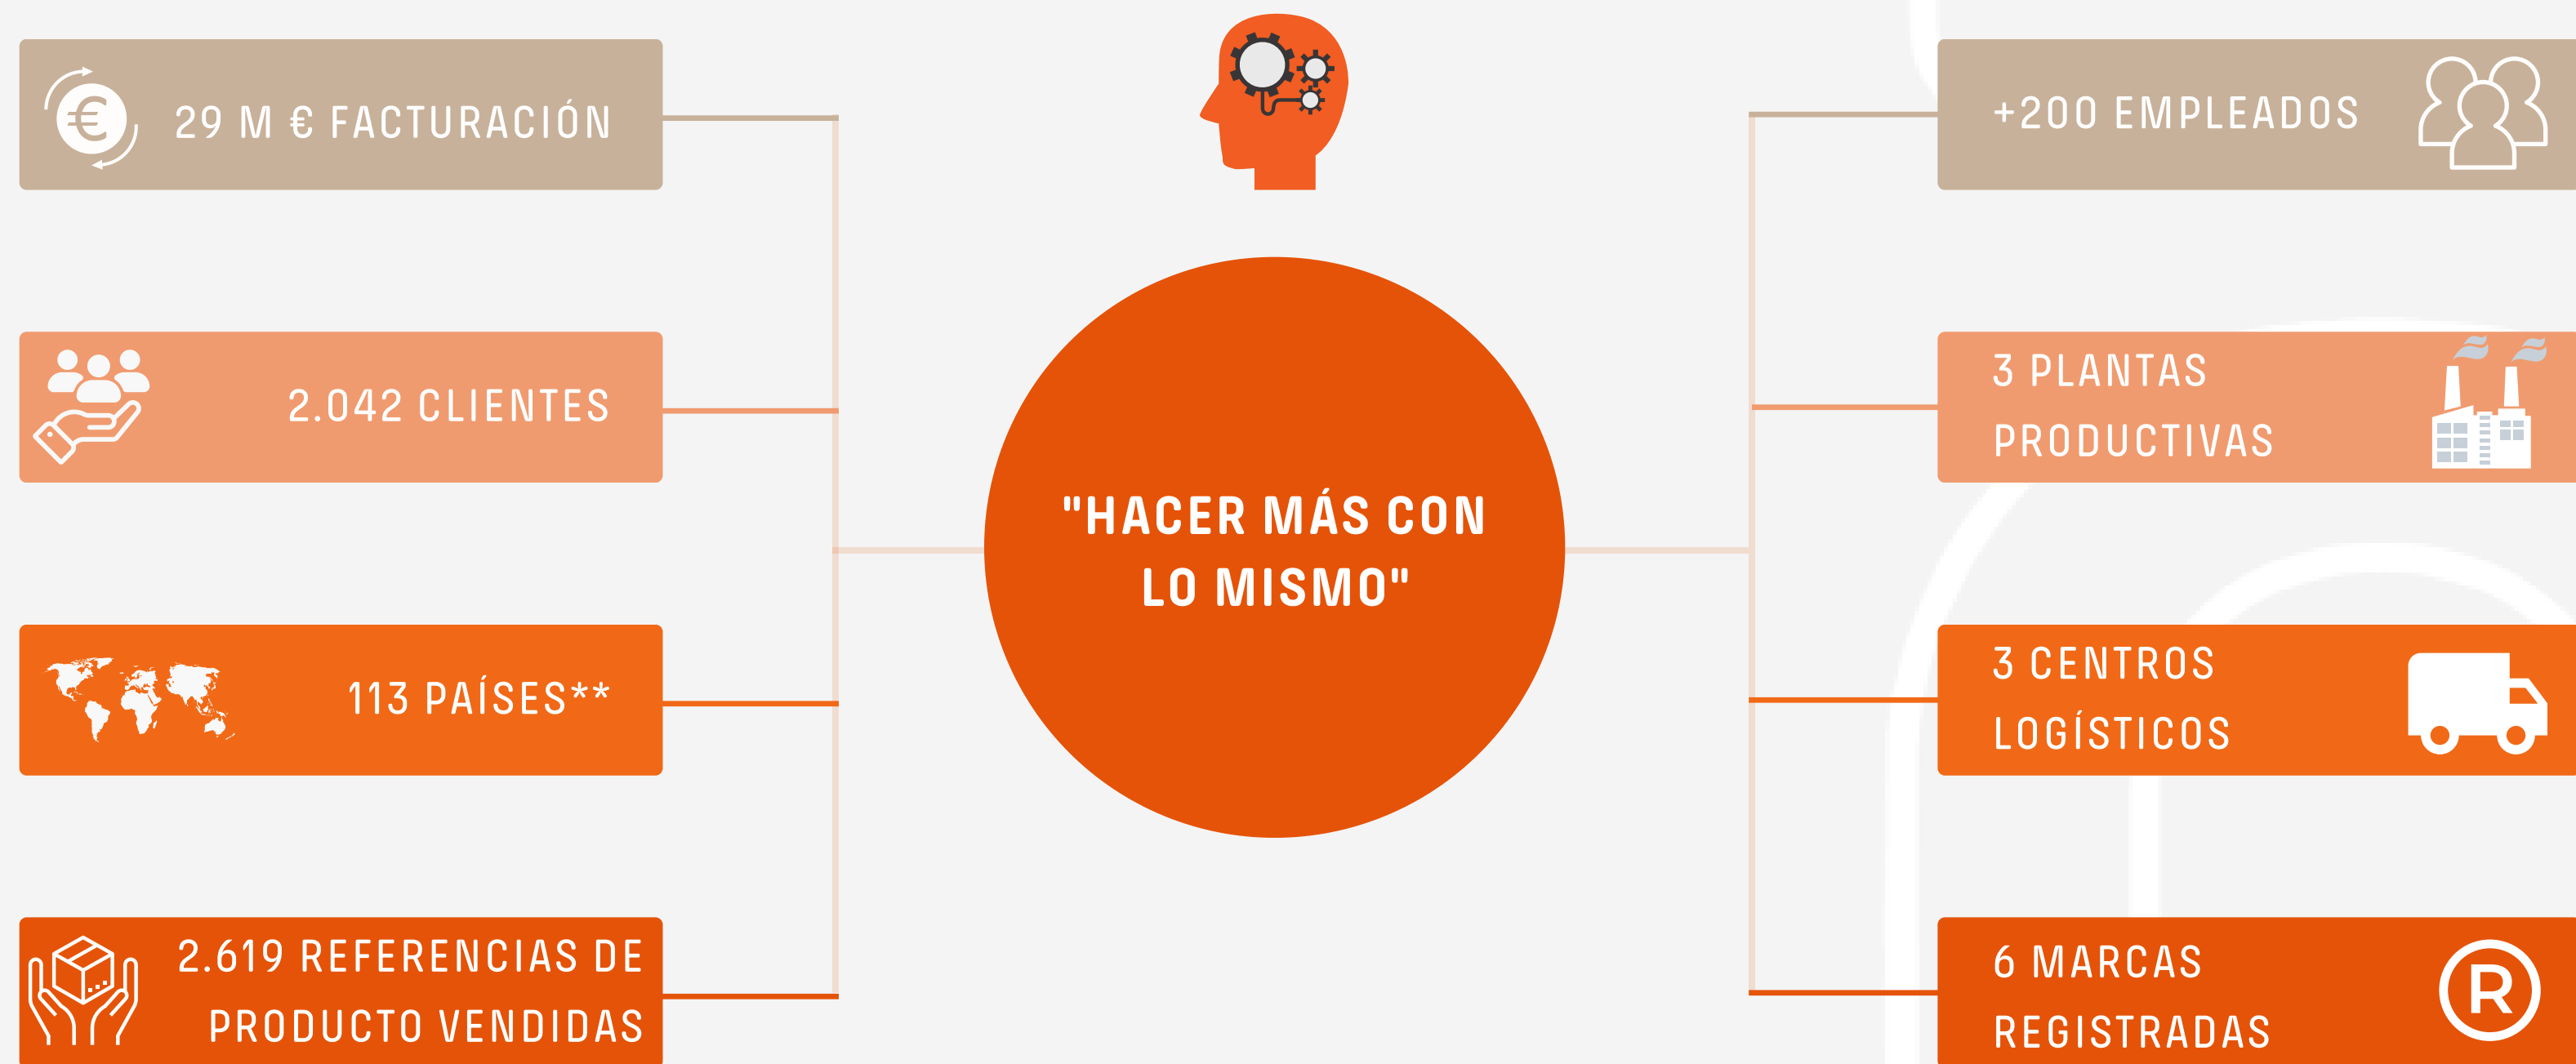 29 M € FACTURACIÓN
2.042 CLIENTES
113 PAÍSES**
2.619 REFERENCIAS DE
PRODUCTO VENDIDAS
"HACER MÁS CON
LO MISMO"
+200 EMPLEADOS
3 PLANTAS
PRODUCTIVAS
3 CENTROS
LOGÍSTICOS
6 MARCAS
REGISTRADAS